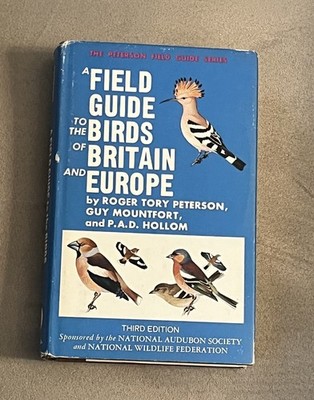 THE PETERSON FIELD GUIDE SERIES
A
FIELD
GUIDE
TO THE BIRDS
OF BRITAIN
AND EUROPE
by ROGER TORY PETERSON,
GUY MOUNTFORT,
and P.A.D. HOLLOM
THIRD EDITION
Sponsored by the NATIONAL AUDUBON SOCIETY
and NATIONAL WILDLIFE FEDERATION